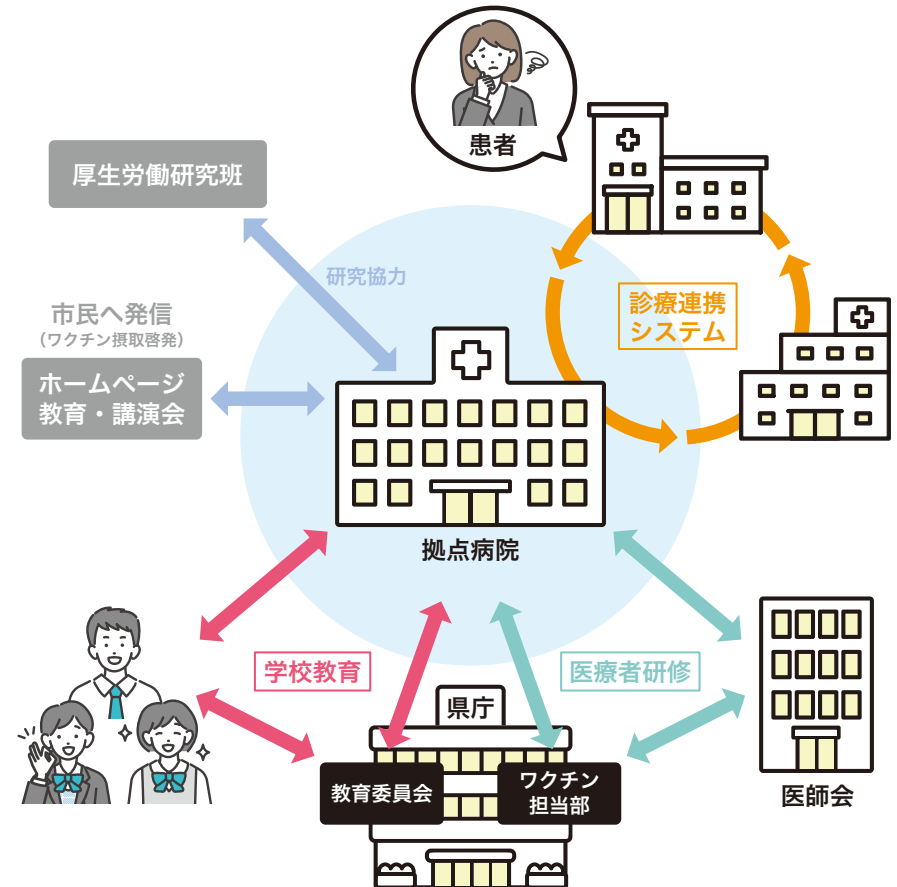 患者
厚生労働研究班
研究協力
診療連携
システム
市民へ発信
(ワクチン摂取啓発)
ホームページ
教育・講演会
拠点病院
学校教育
医療者研修
県庁
教育委員会
ワクチン
担当部
医師会